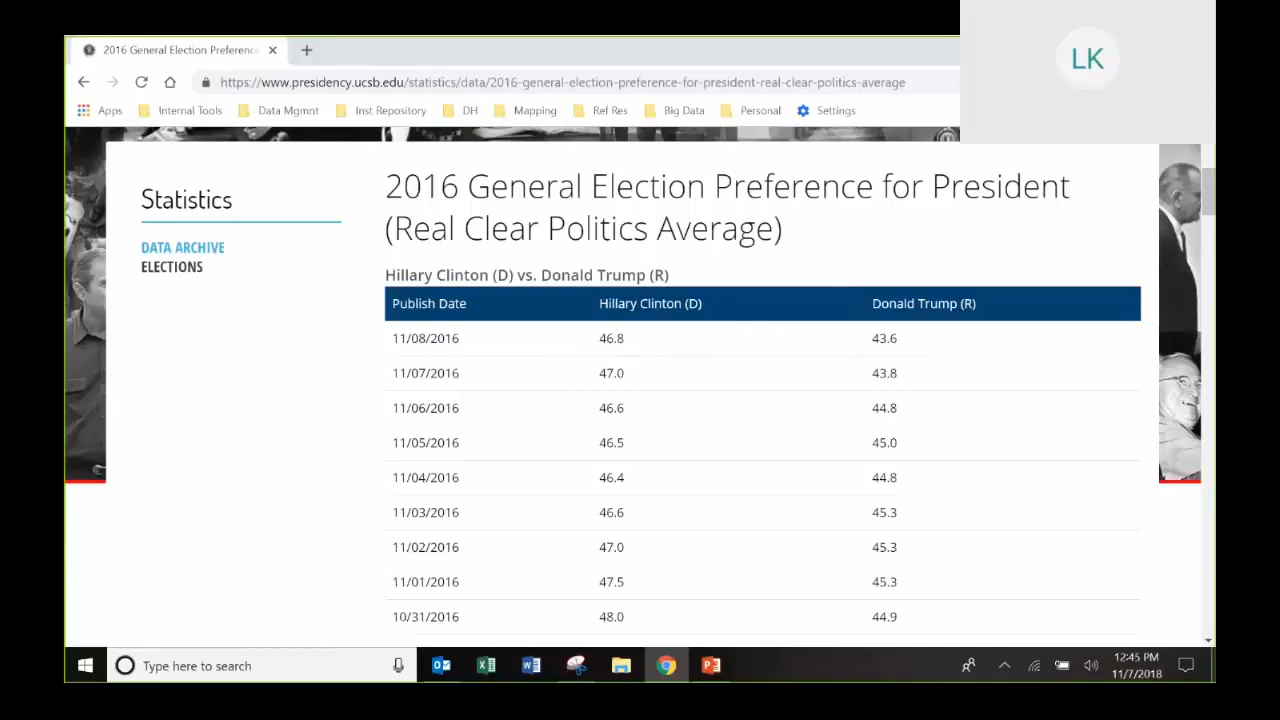 2016 General Election Preference
LK
https://www.presidency.ucsb.edu/statistics/data/2016-general-election-preference-for-president-real-clear-politics-average
Apps Internal Tools Data Mgmnt Inst Repository DH Mapping Ref Res Big Data Personal Settings
Statistics
DATA ARCHIVE
ELECTIONS
2016 General Election Preference for President
(Real Clear Politics Average)
Hillary Clinton (D) vs. Donald Trump (R)
Publish Date Hillary Clinton (D) Donald Trump (R)
11/08/2016 46.8 43.6
11/07/2016 47.0 43.8
11/06/2016 46.6 44.8
11/05/2016 46.5 45.0
11/04/2016 46.4 44.8
11/03/2016 46.6 45.3
11/02/2016 47.0 45.3
11/01/2016 47.5 45.3
10/31/2016 48.0 44.9
Type here to search
12:45 PM
11/7/2018